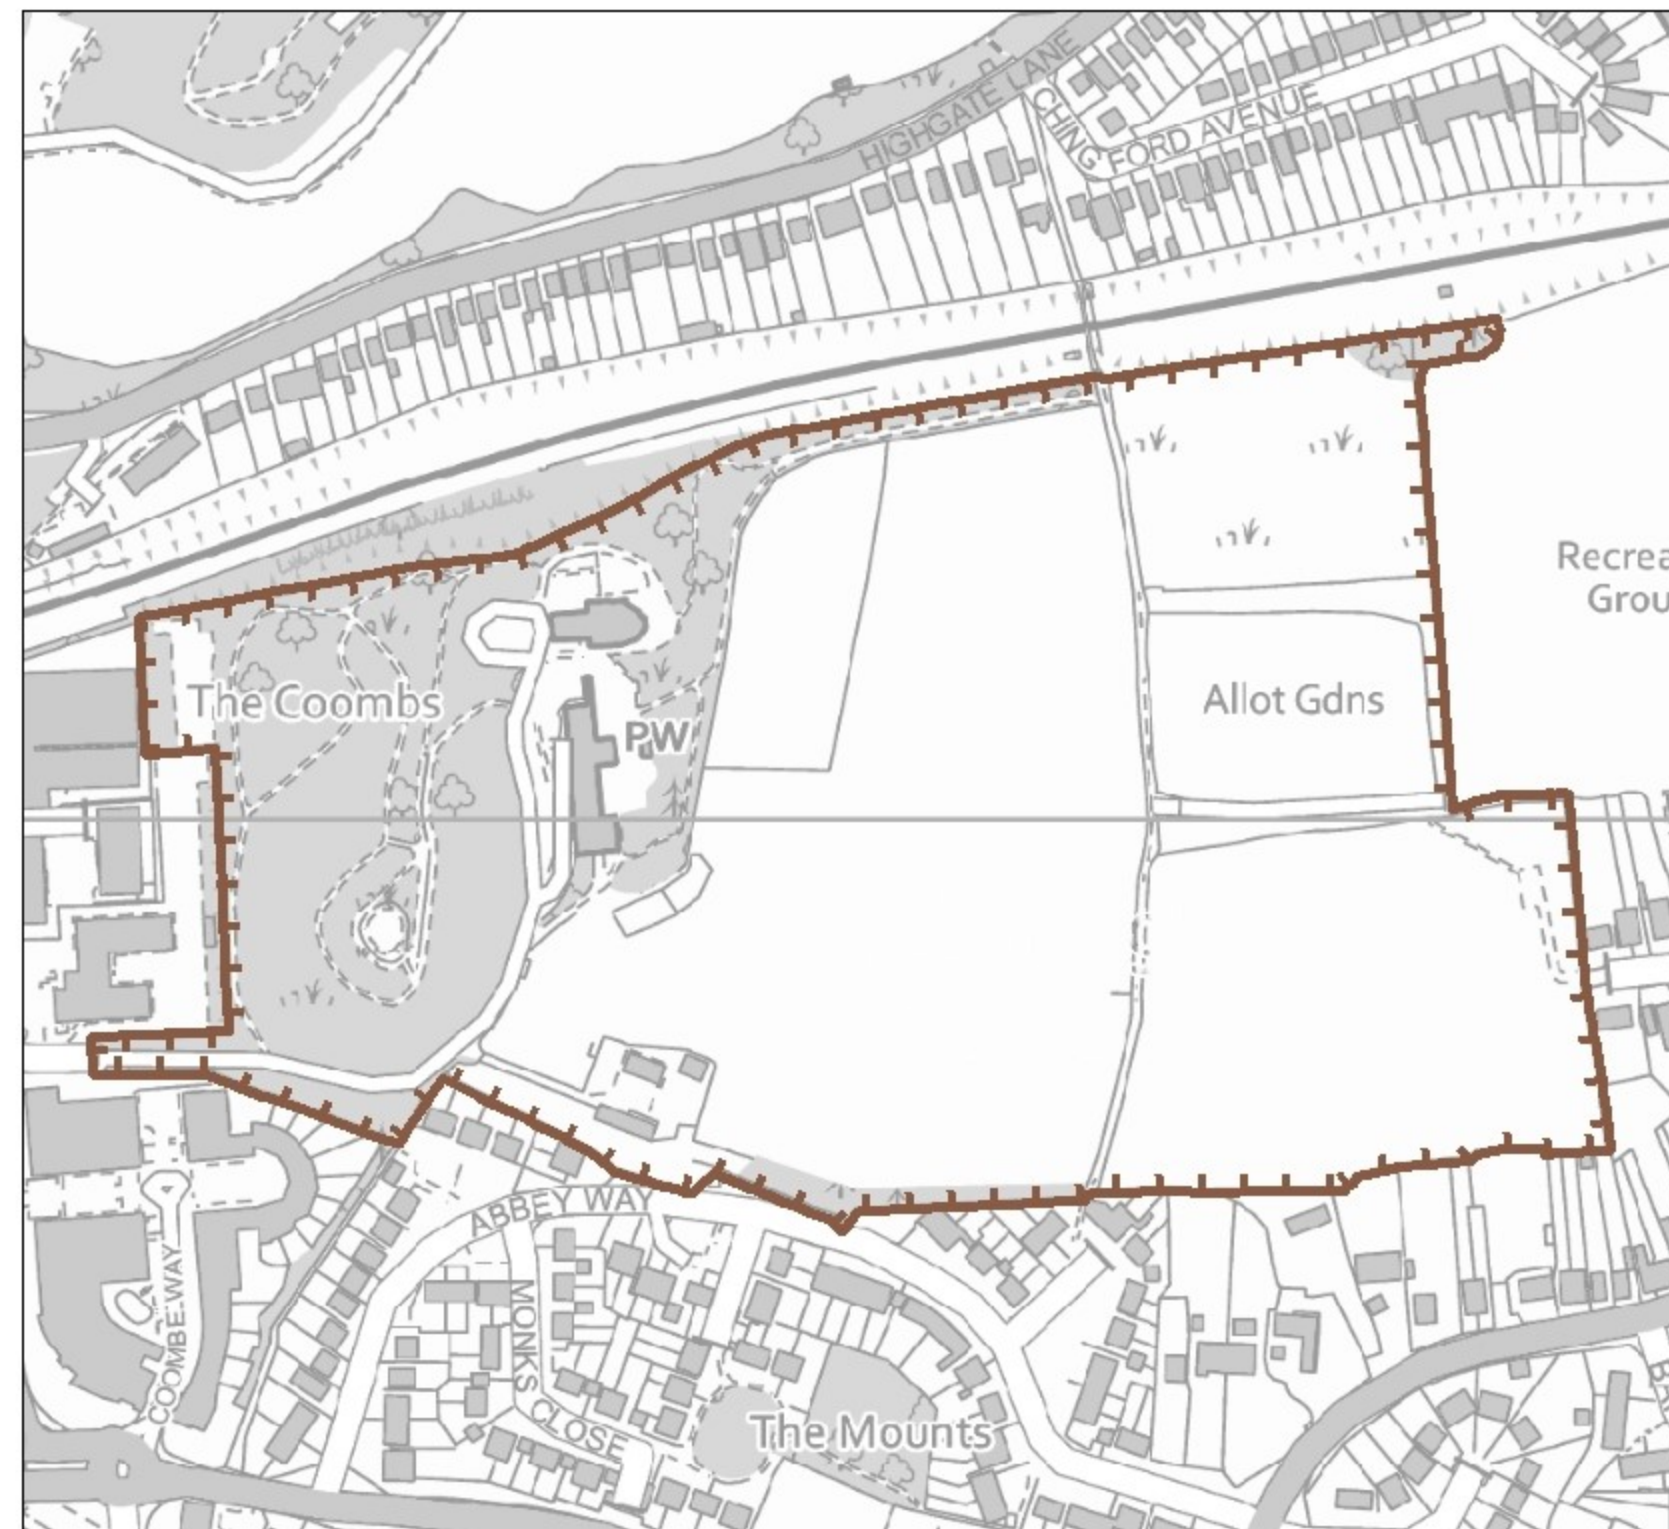 HIGHGATE LANE
CHING FORD AVENUE
Recrea
Grou
The Coombs
Allot Gdns
PW
ABBEY WAY
MONKS CLOSE
COOMBE WAY
The Mounts